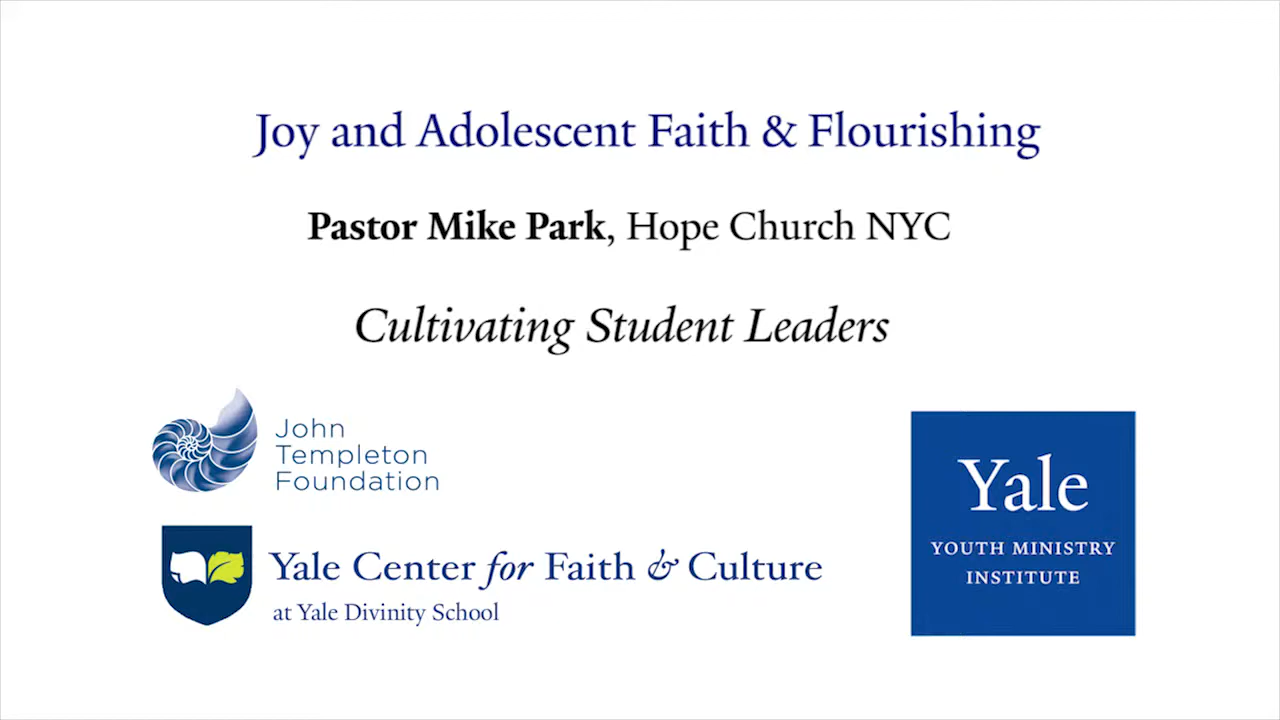 Joy and Adolescent Faith & Flourishing
Pastor Mike Park, Hope Church NYC
Cultivating Student Leaders
John
Templeton
Foundation
Yale Center for Faith & Culture
at Yale Divinity School
Yale
YOUTH MINISTRY
INSTITUTE